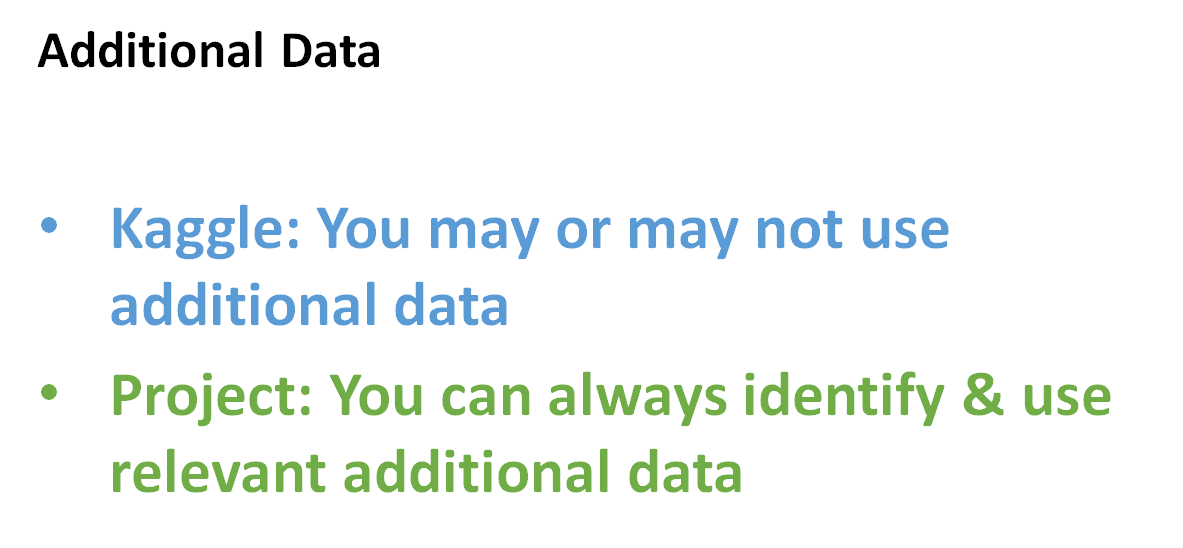 Additional Data
• Kaggle: You may or may not use
additional data
• Project: You can always identify & use
relevant additional data